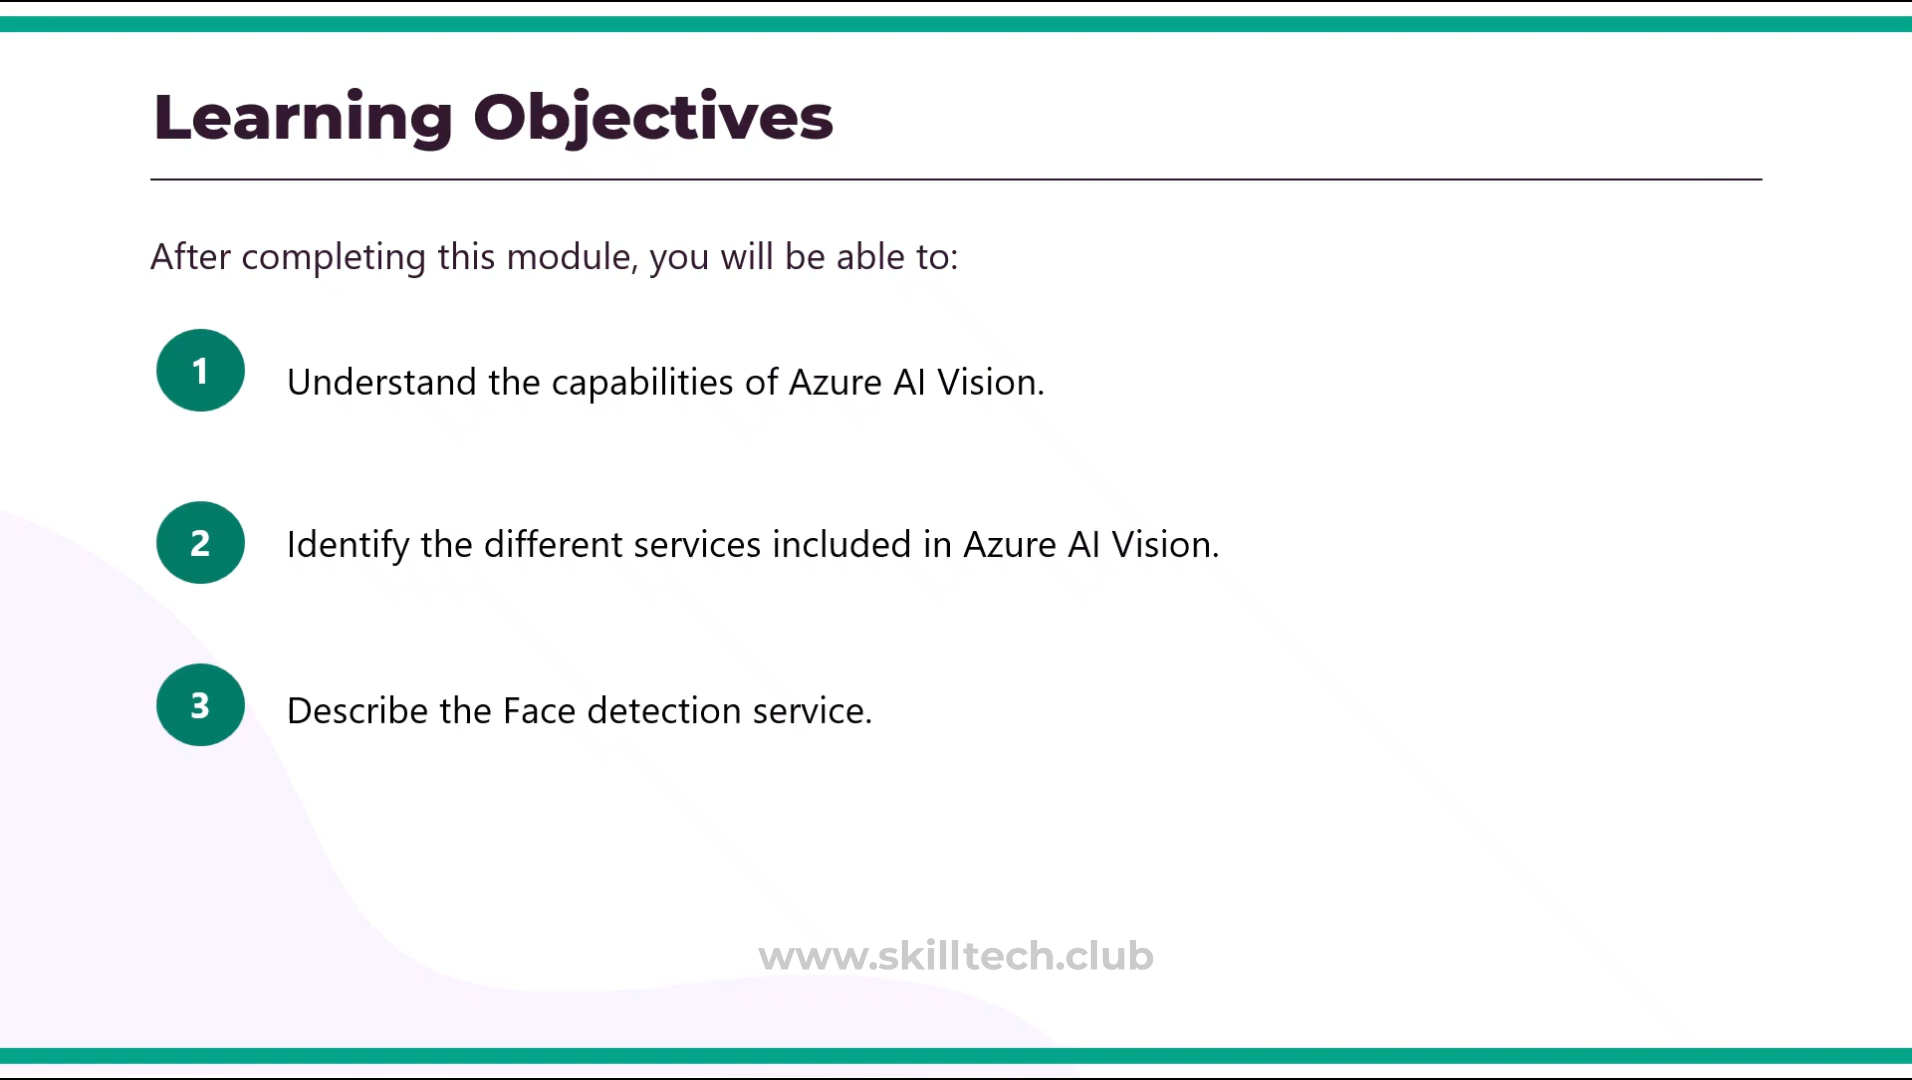 Learning Objectives
After completing this module, you will be able to:
1
Understand the capabilities of Azure AI Vision.
2
Identify the different services included in Azure AI Vision.
3
Describe the Face detection service.
www.skilltech.club